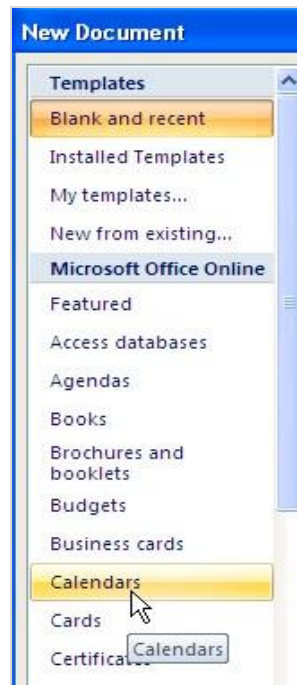 New Document
Templates
Blank and recent
Installed Templates
My templates...
New from existing...
Microsoft Office Online
Featured
Access databases
Agendas
Books
Brochures and
booklets
Budgets
Business cards
Calendars
Cards
Calendars